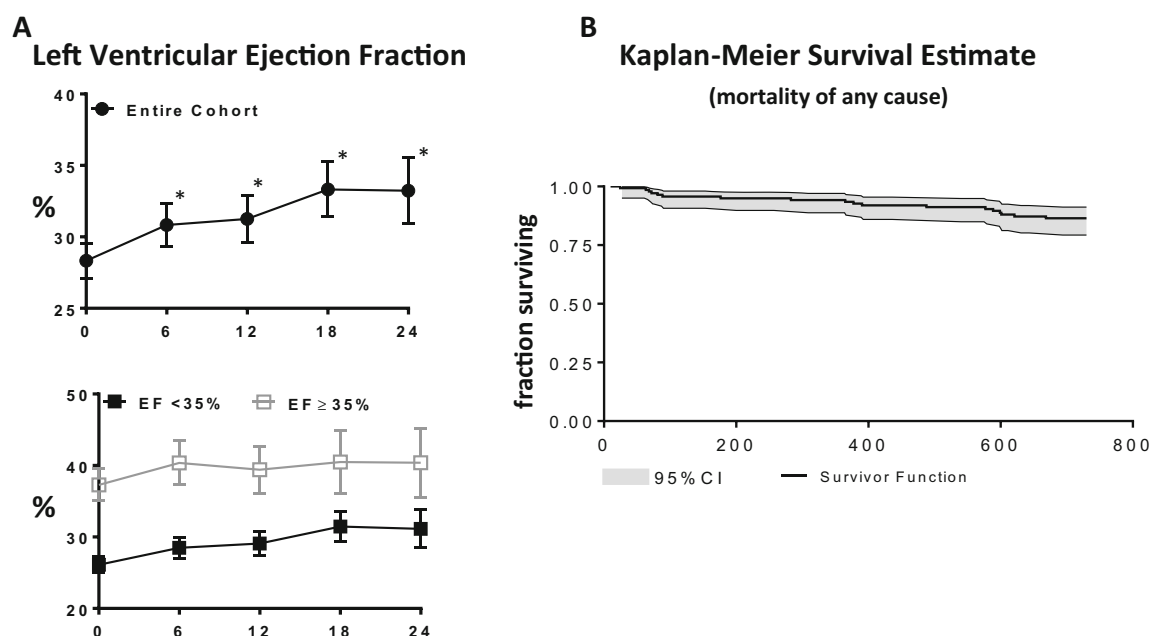 A
Left Ventricular Ejection Fraction
40
Entire Cohort
35
*
*
*
*
%
30
25
0 6 12 18 24
50
EF <35% EF ≥ 35%
40
%
30
20
0 6 12 18 24
B
Kaplan-Meier Survival Estimate
(mortality of any cause)
1.00
0.75
fraction surviving
0.50
0.25
0.00
0 200 400 600 800
95% CI Survivor Function